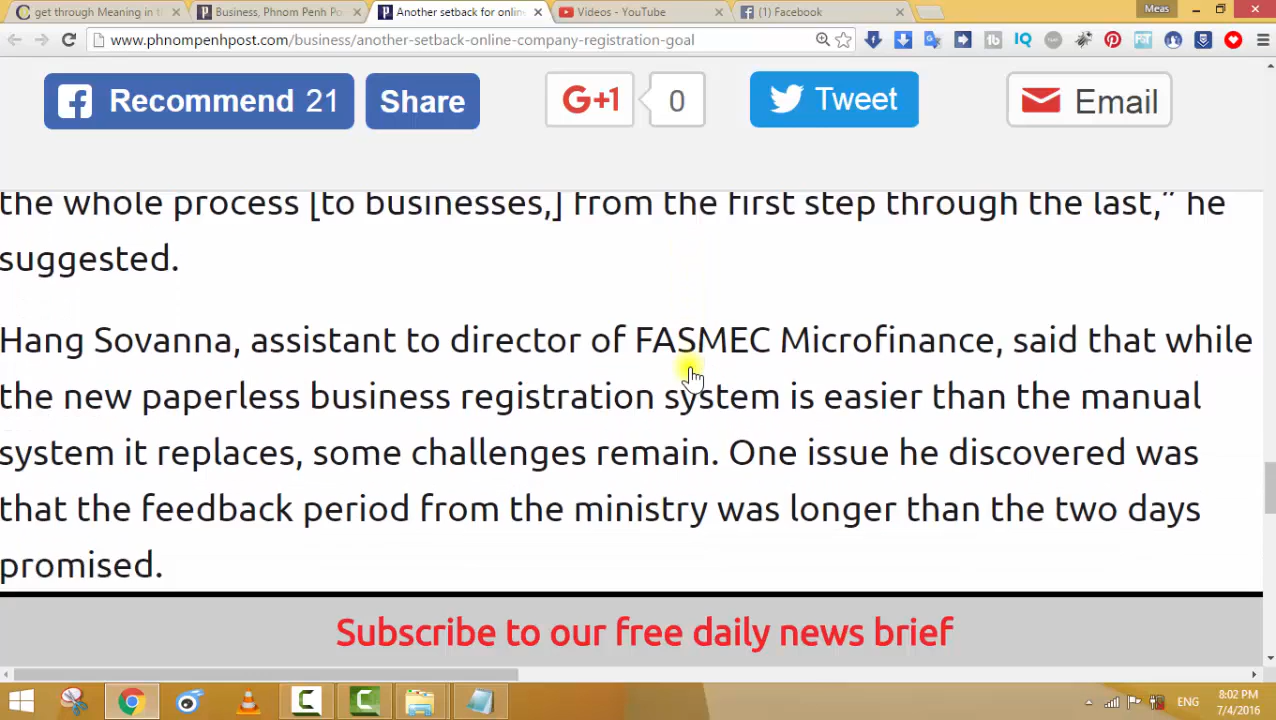 get through Meaning in t
Business, Phnom Penh Po
Another setback for onlin
Videos - YouTube
(1) Facebook
Meas
www.phnompenhpost.com/business/another-setback-online-company-registration-goal
Recommend 21
Share
G+1
0
Tweet
Email
the whole process [to businesses,] from the first step through the last,” he
suggested.
Hang Sovanna, assistant to director of FASMEC Microfinance, said that while
the new paperless business registration system is easier than the manual
system it replaces, some challenges remain. One issue he discovered was
that the feedback period from the ministry was longer than the two days
promised.
Subscribe to our free daily news brief
ENG
8:02 PM
7/4/2016